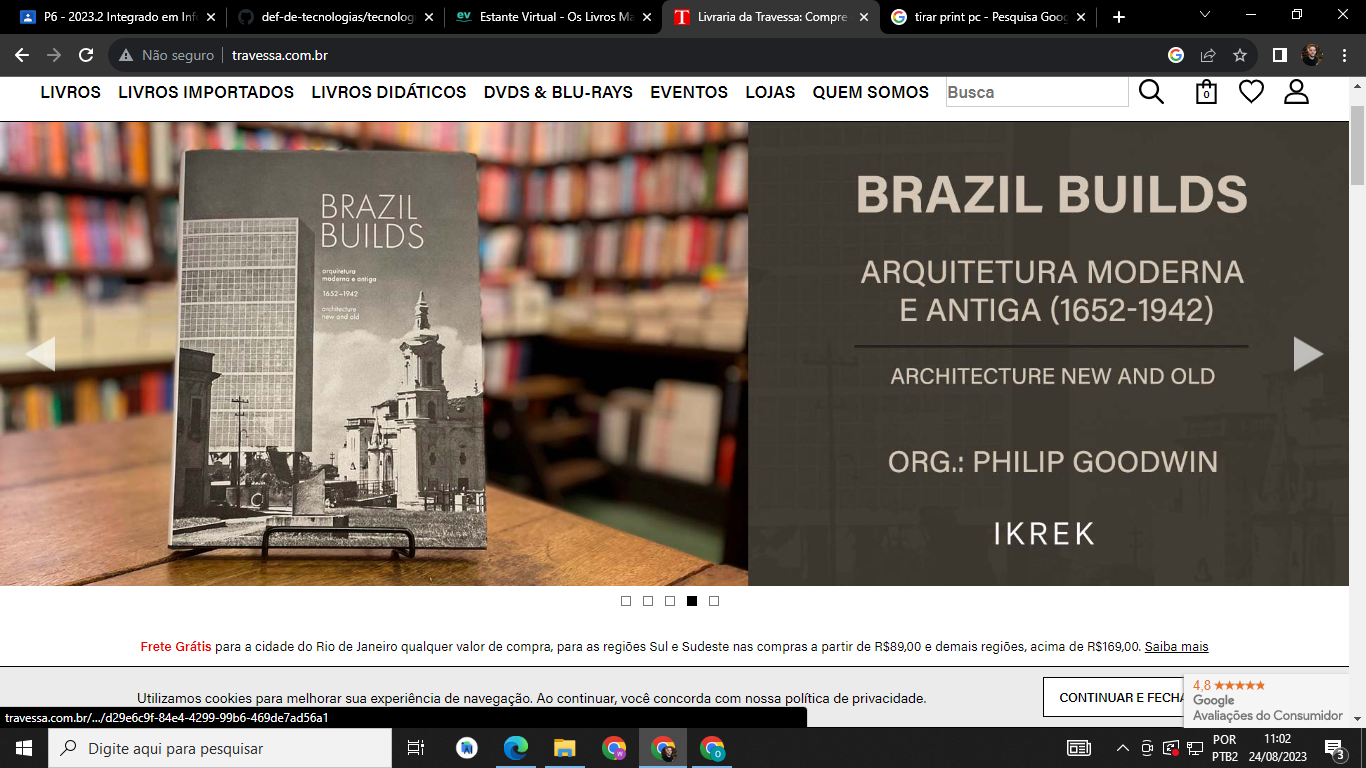 P6 - 2023.2 Integrado em Info
def-de-tecnologias/tecnolog
ev
Estante Virtual - Os Livros Ma
T
Livraria da Travessa: Compre
tirar print pc - Pesquisa Goog
Não seguro
travessa.com.br
LIVROS
LIVROS IMPORTADOS
LIVROS DIDÁTICOS
DVDS & BLU-RAYS
EVENTOS
LOJAS
QUEM SOMOS
Busca
0
BRAZIL
BUILDS
arquitetura
moderna e antiga
1652–1942
architecture
new and old
BRAZIL BUILDS
ARQUITETURA MODERNA
E ANTIGA (1652-1942)
ARCHITECTURE NEW AND OLD
ORG.: PHILIP GOODWIN
IKREK
Frete Grátis para a cidade do Rio de Janeiro qualquer valor de compra, para as regiões Sul e Sudeste nas compras a partir de R$89,00 e demais regiões, acima de R$169,00. Saiba mais
Utilizamos cookies para melhorar sua experiência de navegação. Ao continuar, você concorda com nossa política de privacidade.
CONTINUAR E FECHA
4,8
Google
Avaliações do Consumidor
travessa.com.br/.../d29e6c9f-84e4-4299-99b6-469de7ad56a1
Digite aqui para pesquisar
POR
PTB2
11:02
24/08/2023
3